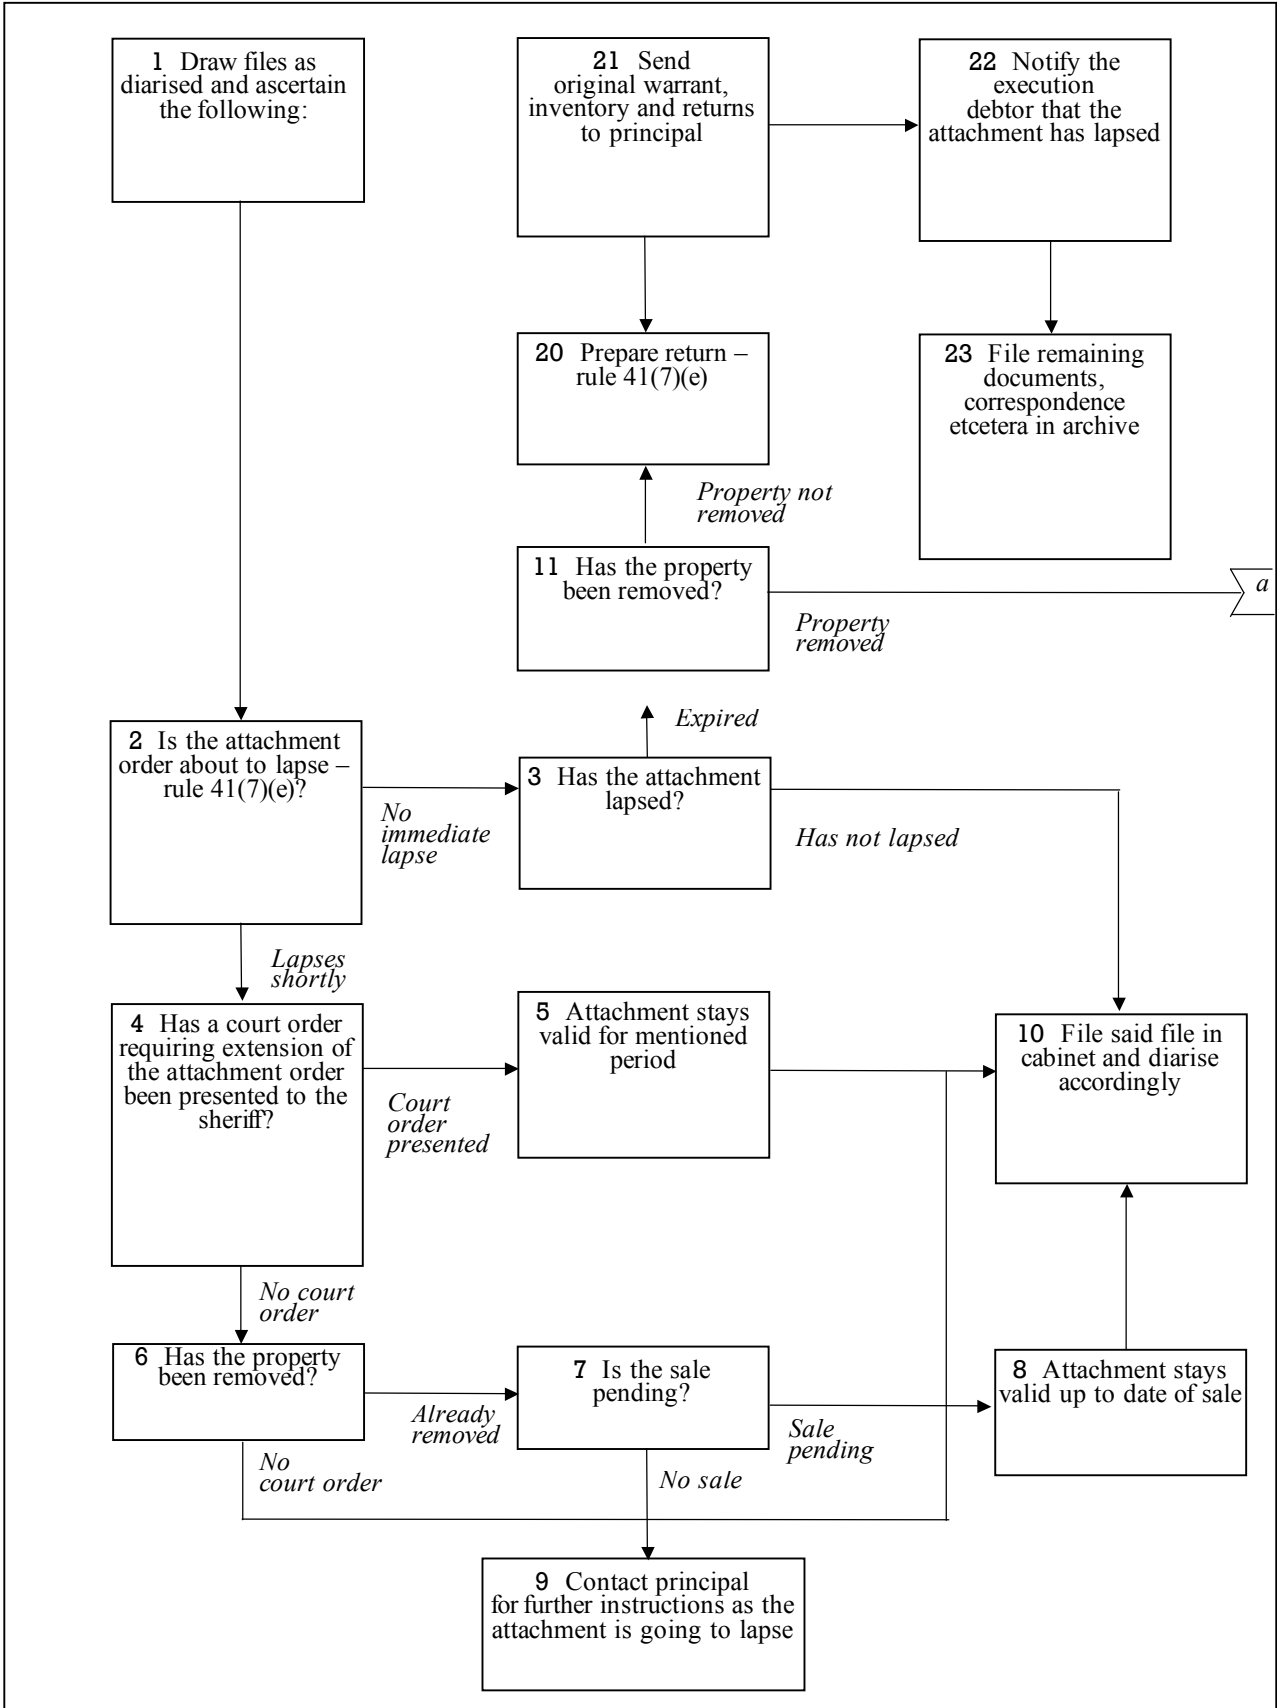 1 Draw files as
diarised and ascertain
the following:
21 Send
original warrant,
inventory and returns
to principal
22 Notify the
execution
debtor that the
attachment has lapsed
20 Prepare return –
rule 41(7)(e)
23 File remaining
documents,
correspondence
etcetera in archive
Property not
removed
11 Has the property
been removed?
a
Property
removed
Expired
2 Is the attachment
order about to lapse –
rule 41(7)(e)?
3 Has the attachment
lapsed?
No
immediate
lapse
Has not lapsed
Lapses
shortly
4 Has a court order
requiring extension of
the attachment order
been presented to the
sheriff?
5 Attachment stays
valid for mentioned
period
10 File said file in
cabinet and diarise
accordingly
Court
order
presented
No court
order
6 Has the property
been removed?
7 Is the sale
pending?
8 Attachment stays
valid up to date of sale
Already
removed
Sale
pending
No
court order
No sale
9 Contact principal
for further instructions as the
attachment is going to lapse